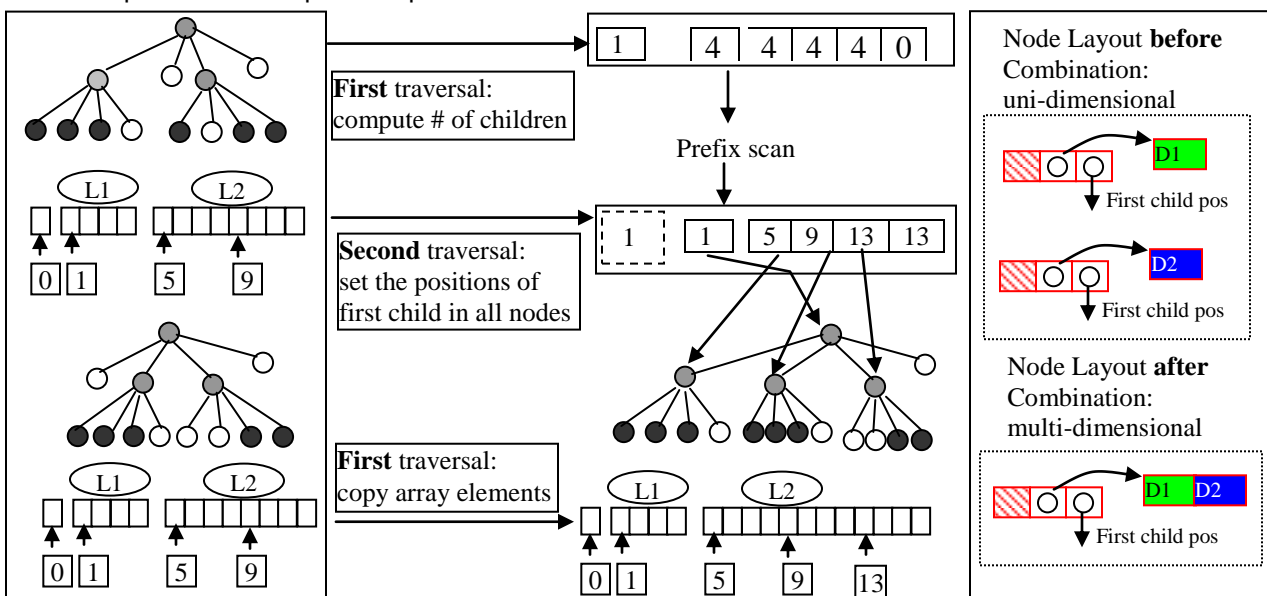 L1
L2
0
1
5
9
L1
L2
0
1
5
9
First traversal:
compute # of children
Second traversal:
set the positions of
first child in all nodes
First traversal:
copy array elements
1 4 4 4 4 0
Prefix scan
1 1 5 9 13 13
L1
L2
0
1
5
9
13
Node Layout before
Combination:
uni-dimensional
D1
First child pos
D2
First child pos
Node Layout after
Combination:
multi-dimensional
D1 D2
First child pos